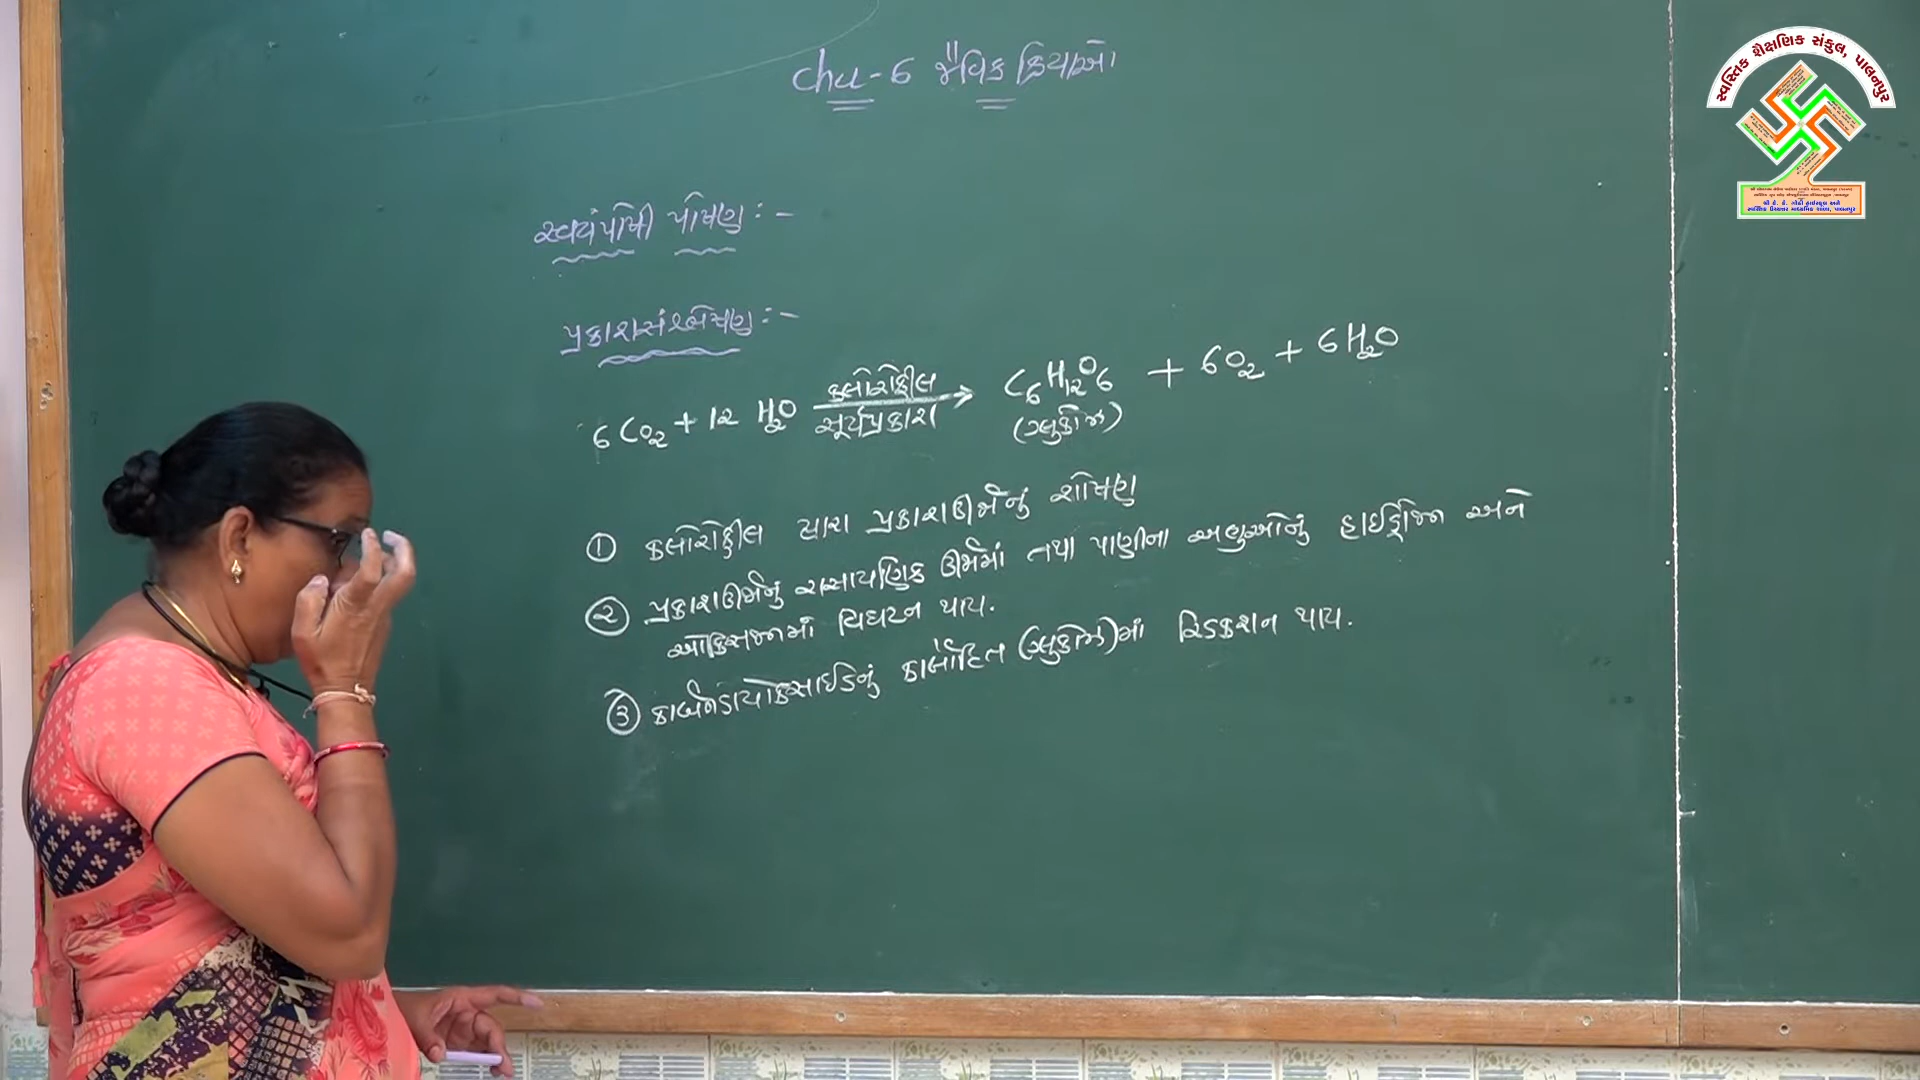 ch-6 જૈવિક ક્રિયાઓ
સ્વયંપોષી પોષણ :-
પ્રકાશસંશ્લેષણ :-
6CO2 + 12 H2O ક્લોરોફીલ સૂર્યપ્રકાશ → C6H12O6 + 6O2 + 6H2O
(ગ્લુકોઝ)
① ક્લોરોફીલ દ્વારા પ્રકાશઊર્જાનું શોષણ
② પ્રકાશઊર્જાનું રાસાયણિક ઊર્જામાં તથા પાણીના અણુઓનું હાઈડ્રોજન અને
ઓક્સિજનમાં વિઘટન થાય.
③ કાર્બનડાયોક્સાઈડનું કાર્બોદિત (ગ્લુકોઝ)માં રિડક્શન થાય.
સ્વસ્તિક શૈક્ષણિક સંકુલ, પાલનપુર